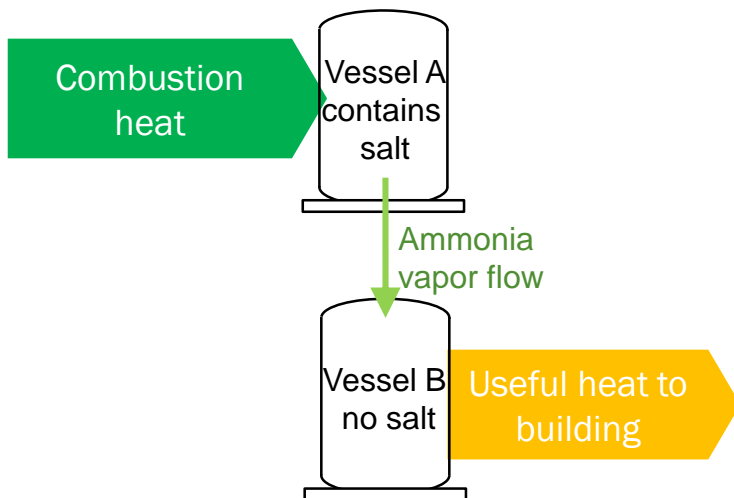 Combustion
heat
Vessel A
contains
salt
Ammonia
vapor flow
Vessel B
no salt
Useful heat to
building